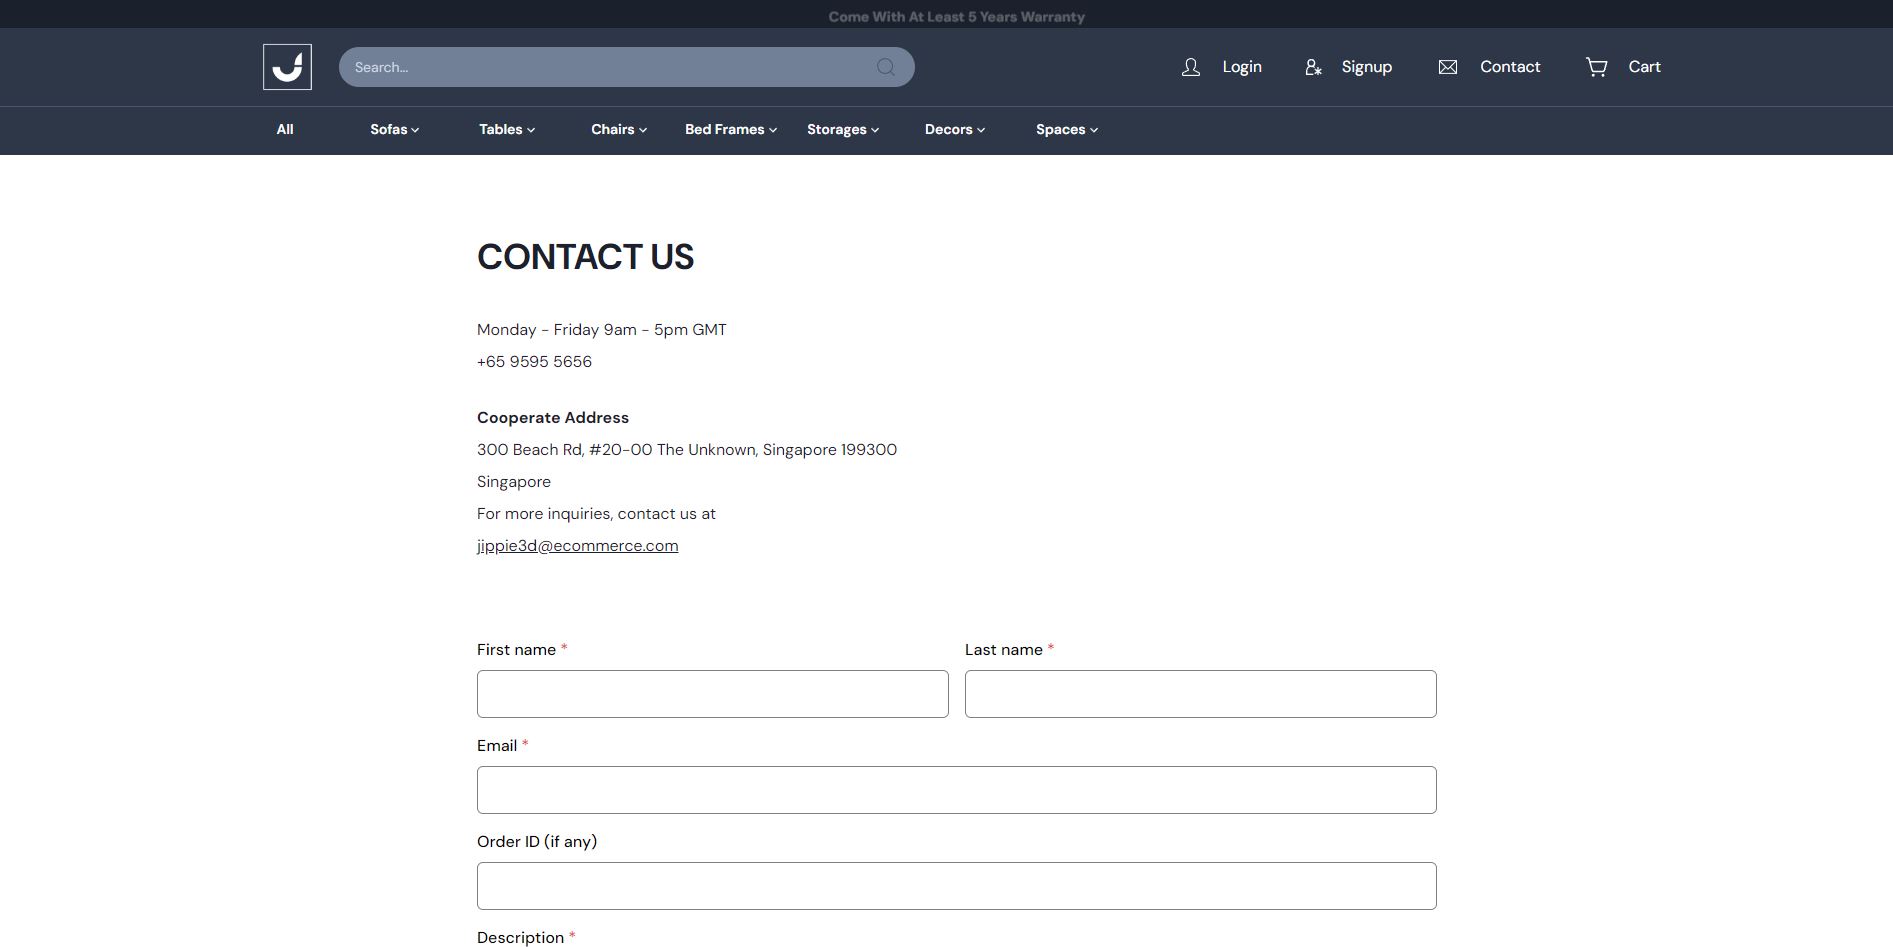 Come With At Least 5 Years Warranty
Search...
Login
Signup
Contact
Cart
All
Sofas
Tables
Chairs
Bed Frames
Storages
Decors
Spaces
CONTACT US
Monday - Friday 9am - 5pm GMT
+65 9595 5656
Cooperate Address
300 Beach Rd, #20-00 The Unknown, Singapore 199300
Singapore
For more inquiries, contact us at
jippie3d@ecommerce.com
First name *
Last name *
Email *
Order ID (if any)
Description *